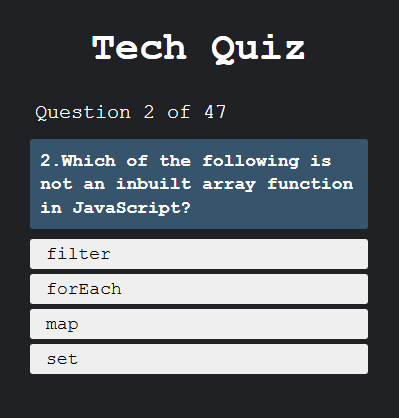 Tech Quiz
Question 2 of 47
2.Which of the following is
not an inbuilt array function
in JavaScript?
filter
forEach
map
set